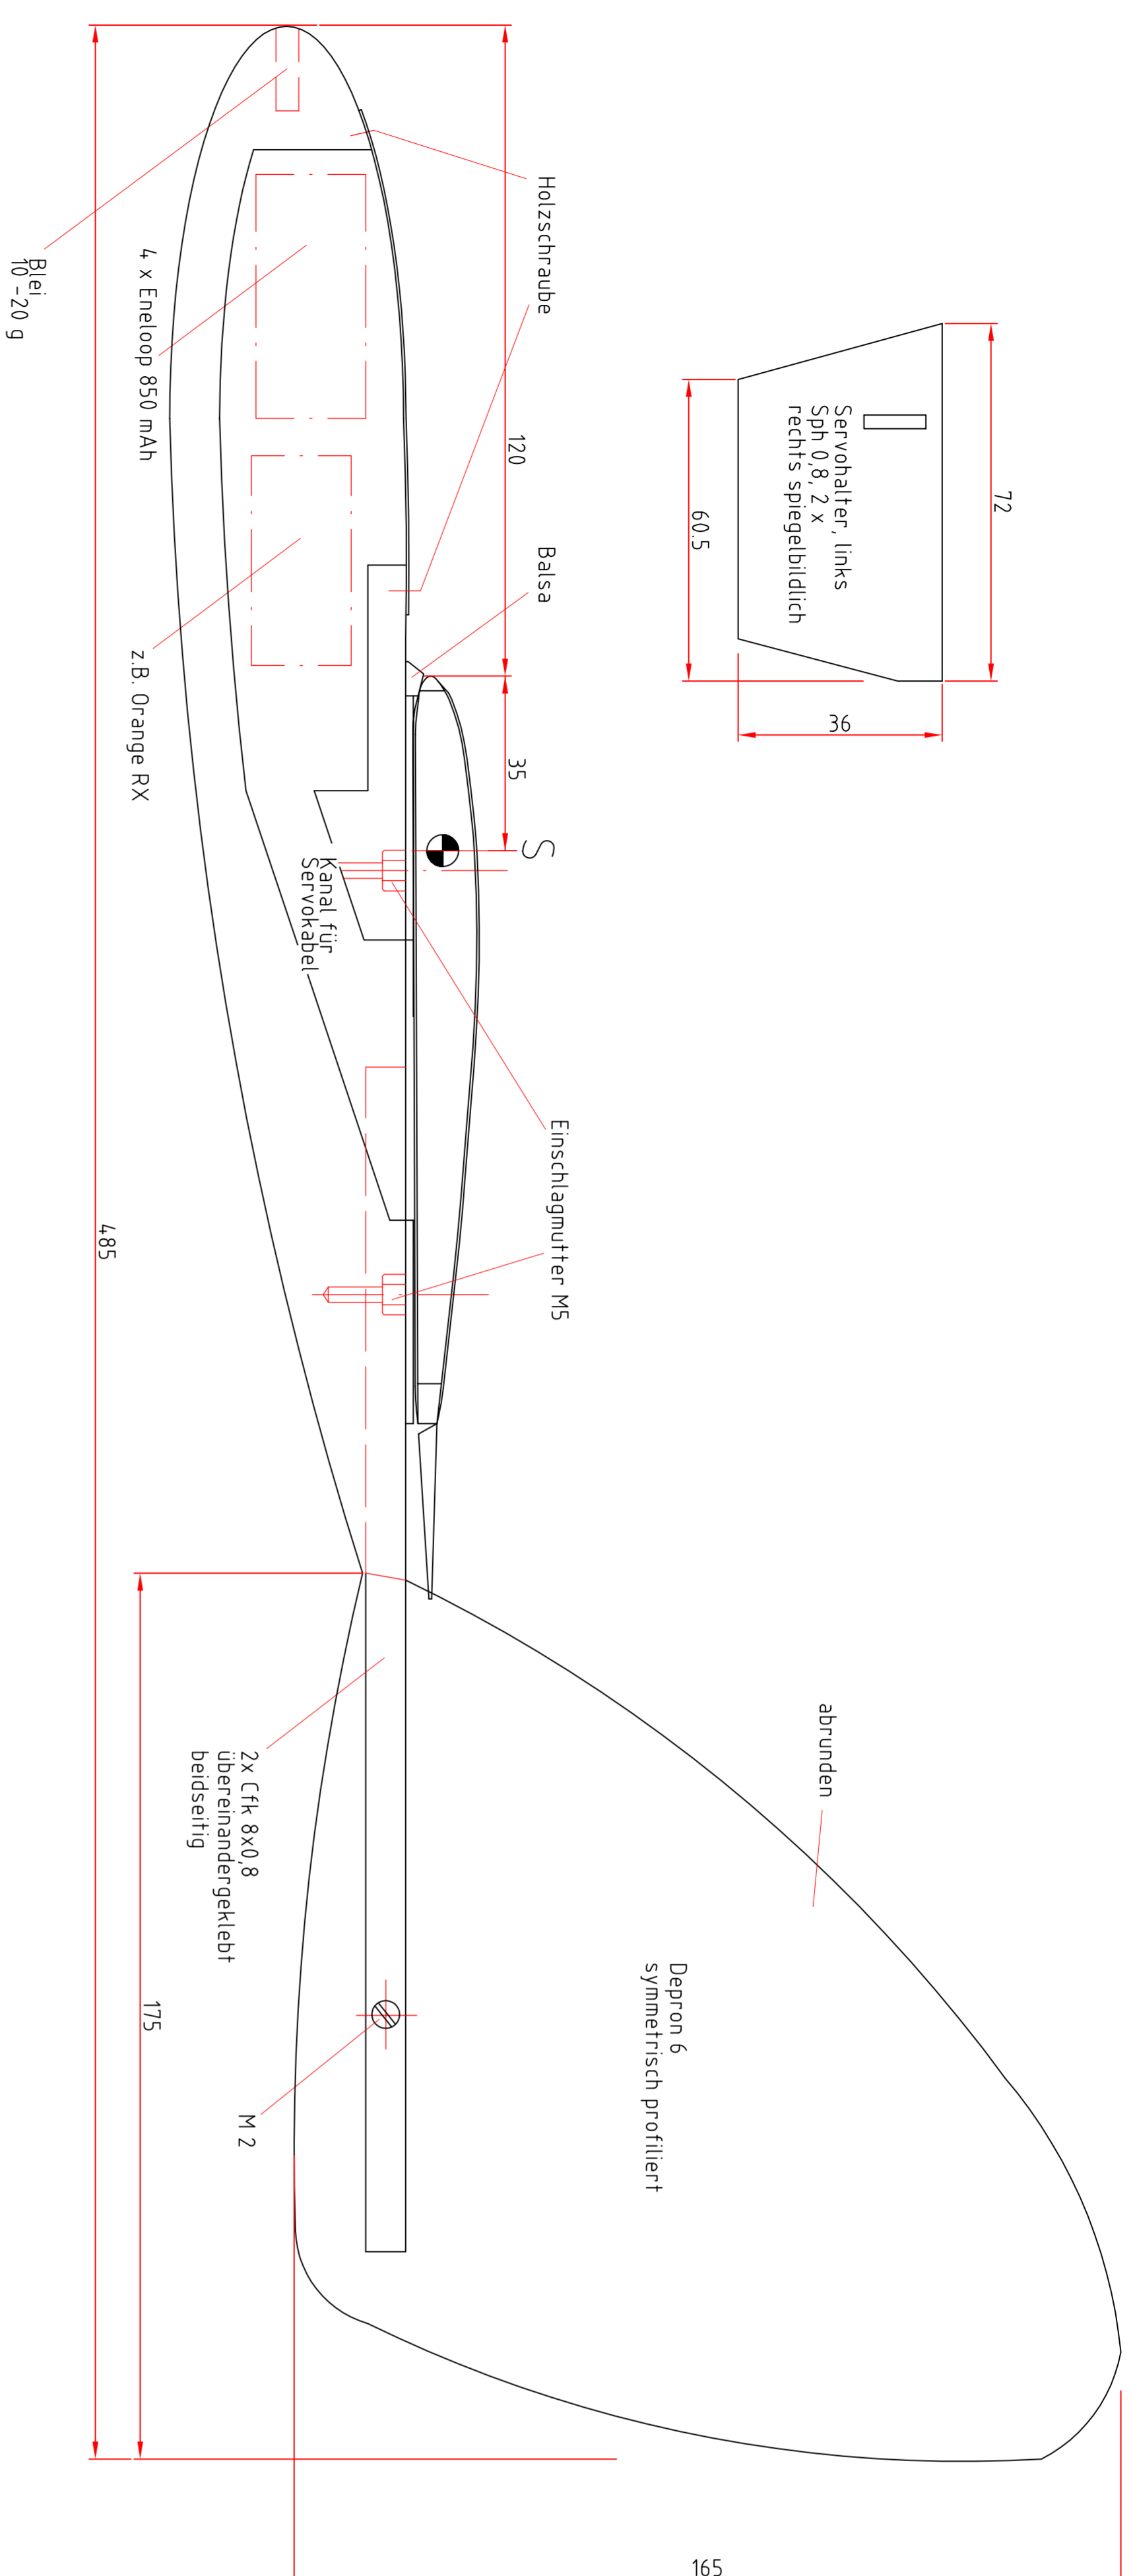 72
Servohalter, links
Sph 0,8, 2 x
rechts spiegelbildlich
60.5
36
Holzschraube
120
Balsa
35
S
Einschlagmutter M5
Blei
10 -20 g
4 x Eneloop 850 mAh
z.B. Orange RX
Kanal für
Servokabel
485
175
2x Cfk 8x0,8
übereinandergeklebt
beidseitig
M 2
abrunden
Depron 6
symmetrisch profiliert
165